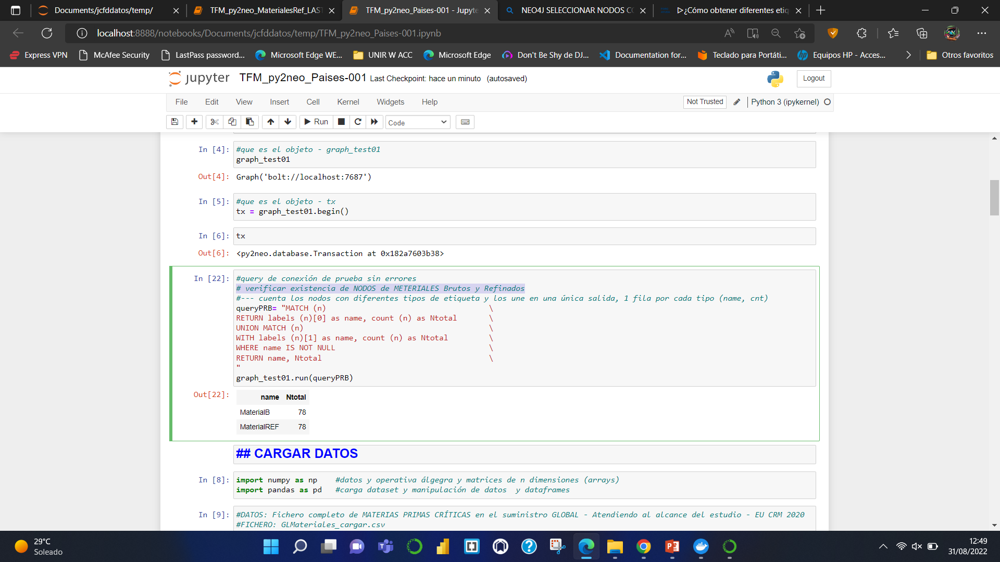 Documents/jcfddatos/temp/
TFM_py2neo_MaterialesRef_LAST
TFM_py2neo_Paises-001 - Jupyte
NEO4J SELECCIONAR NODOS CO
▷¿Cómo obtener diferentes etiq
localhost:8888/notebooks/Documents/jcfddatos/temp/TFM_py2neo_Paises-001.ipynb
Express VPN
McAfee Security
LastPass password...
Microsoft Edge WE...
UNIR W ACC
Microsoft Edge
Don't Be Shy de DJ...
Documentation for...
Teclado para Portáti...
Equipos HP - Acces...
Otros favoritos
jupyter TFM_py2neo_Paises-001 Last Checkpoint: hace un minuto (autosaved)
Logout
File Edit View Insert Cell Kernel Widgets Help
Not Trusted
Python 3 (ipykernel)
Run
Code
In [4]: #que es el objeto - graph_test01
graph_test01
Out[4]: Graph('bolt://localhost:7687')
In [5]: #que es el objeto - tx
tx = graph_test01.begin()
In [6]: tx
Out[6]: <py2neo.database.Transaction at 0x182a7603b38>
In [22]: #query de conexión de prueba sin errores
# verificar existencia de NODOS de METERIALES Brutos y Refinados
#--- cuenta los nodos con diferentes tipos de etiqueta y los une en una única salida, 1 fila por cada tipo (name, cnt)
queryPRB= "MATCH (n) \
RETURN labels (n)[0] as name, count (n) as Ntotal \
UNION MATCH (n) \
WITH labels (n)[1] as name, count (n) as Ntotal \
WHERE name IS NOT NULL \
RETURN name, Ntotal \
"
graph_test01.run(queryPRB)
Out[22]:
name Ntotal
MaterialB 78
MaterialREF 78
## CARGAR DATOS
In [8]: import numpy as np #datos y operativa álgegra y matrices de n dimensiones (arrays)
import pandas as pd #carga dataset y manipulación de datos y dataframes
In [9]: #DATOS: Fichero completo de MATERIAS PRIMAS CRÍTICAS en el suministro GLOBAL - Atendiendo al alcance del estudio - EU CRM 2020
#FICHERO: GLMateriales_cargar.csv
29°C
Soleado
12:49
31/08/2022